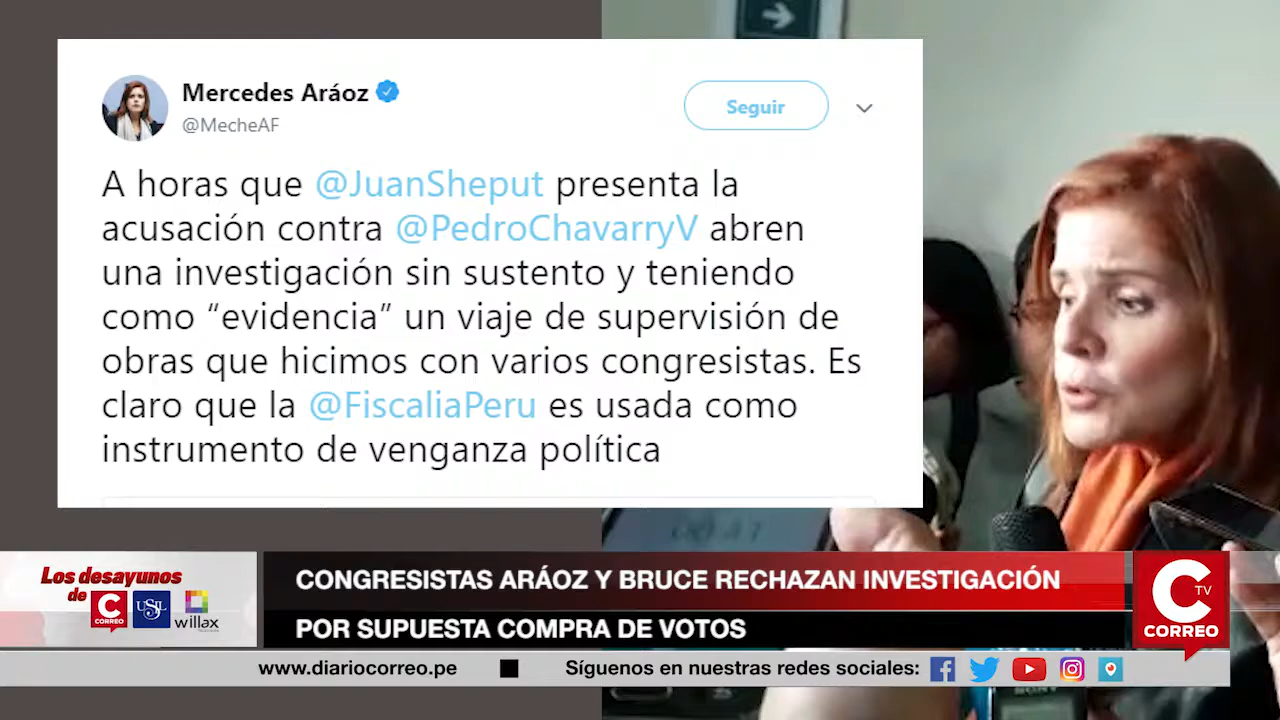 Mercedes Aráoz
@MecheAF
Seguir
A horas que @JuanSheput presenta la
acusación contra @PedroChavarryV abren
una investigación sin sustento y teniendo
como “evidencia” un viaje de supervisión de
obras que hicimos con varios congresistas. Es
claro que la @FiscaliaPeru es usada como
instrumento de venganza política
Los desayunos
de C CORREO USIL willax
CONGRESISTAS ARÁOZ Y BRUCE RECHAZAN INVESTIGACIÓN
POR SUPUESTA COMPRA DE VOTOS
C TV
CORREO
www.diariocorreo.pe Síguenos en nuestras redes sociales:
SONY